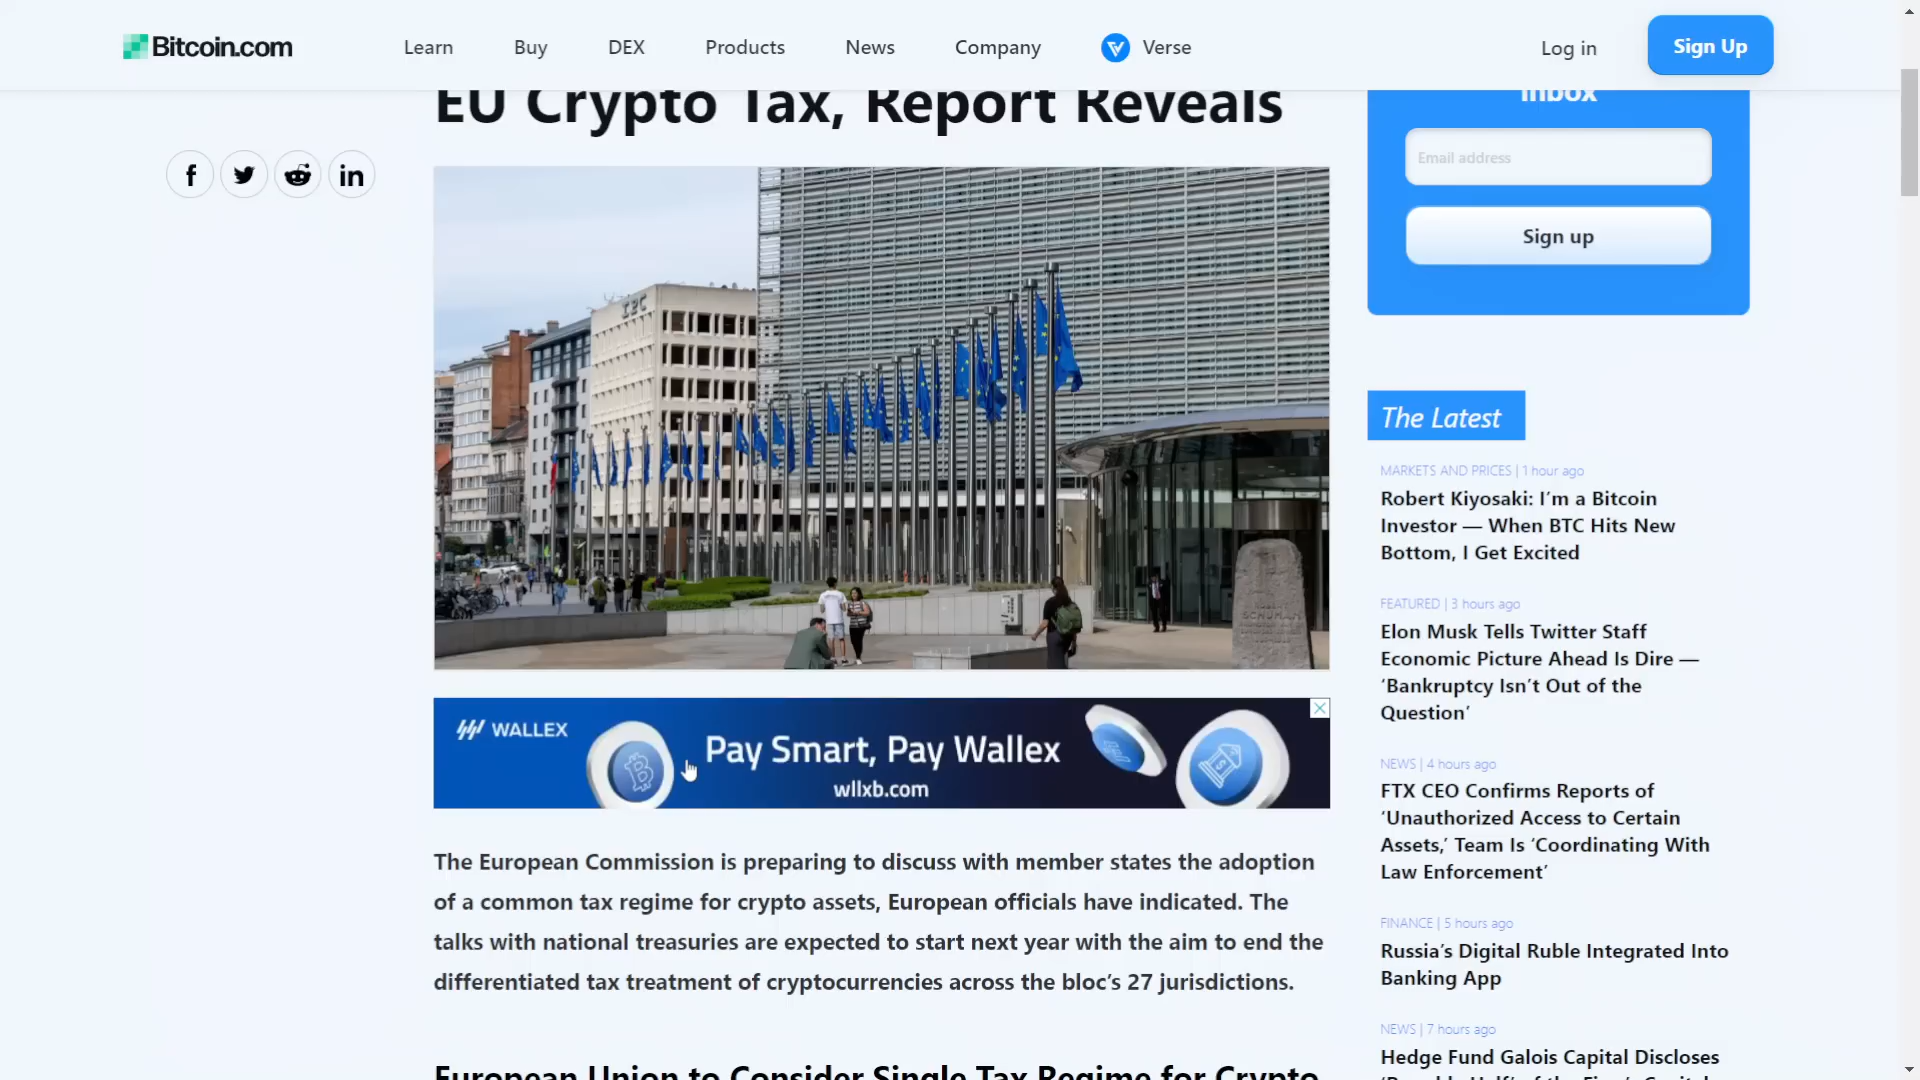 Bitcoin.com
Learn
Buy
DEX
Products
News
Company
Verse
Log in
Sign Up
EU Crypto Tax, Report Reveals
WALLEX
Pay Smart, Pay Wallex
wllxb.com
The European Commission is preparing to discuss with member states the adoption
of a common tax regime for crypto assets, European officials have indicated. The
talks with national treasuries are expected to start next year with the aim to end the
differentiated tax treatment of cryptocurrencies across the bloc’s 27 jurisdictions.
European Union to Consider Single Tax Regime for Crypto
inbox
Email address
Sign up
The Latest
MARKETS AND PRICES | 1 hour ago
Robert Kiyosaki: I’m a Bitcoin
Investor — When BTC Hits New
Bottom, I Get Excited
FEATURED | 3 hours ago
Elon Musk Tells Twitter Staff
Economic Picture Ahead Is Dire —
‘Bankruptcy Isn’t Out of the
Question’
NEWS | 4 hours ago
FTX CEO Confirms Reports of
‘Unauthorized Access to Certain
Assets,’ Team Is ‘Coordinating With
Law Enforcement’
FINANCE | 5 hours ago
Russia’s Digital Ruble Integrated Into
Banking App
NEWS | 7 hours ago
Hedge Fund Galois Capital Discloses